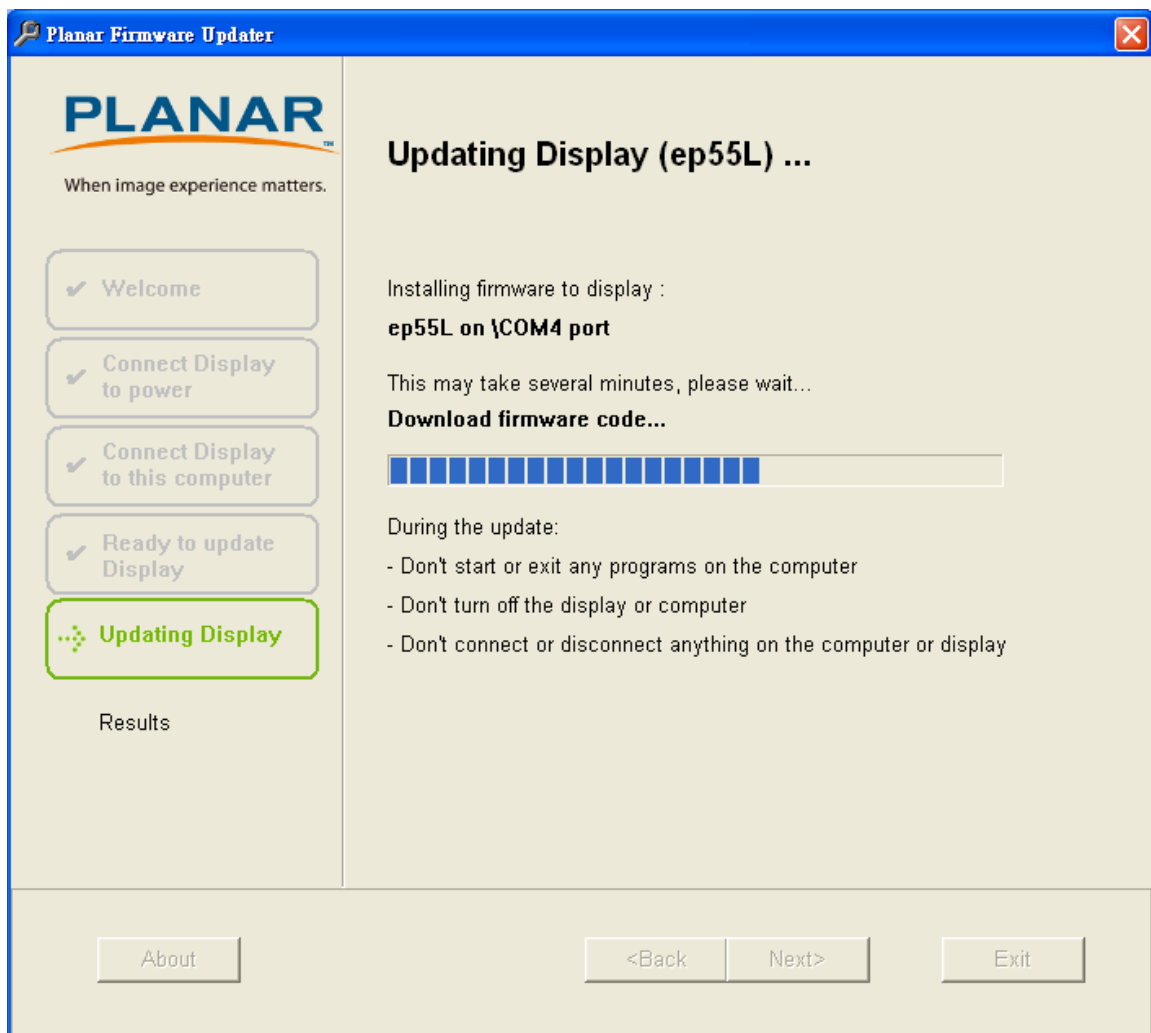 Planar Firmware Updater
PLANAR™
When image experience matters.
✔ Welcome
✔ Connect Display
to power
✔ Connect Display
to this computer
✔ Ready to update
Display
Updating Display
Results
Updating Display (ep55L) ...
Installing firmware to display :
ep55L on \COM4 port
This may take several minutes, please wait...
Download firmware code...
During the update:
- Don't start or exit any programs on the computer
- Don't turn off the display or computer
- Don't connect or disconnect anything on the computer or display
About
<Back
Next>
Exit